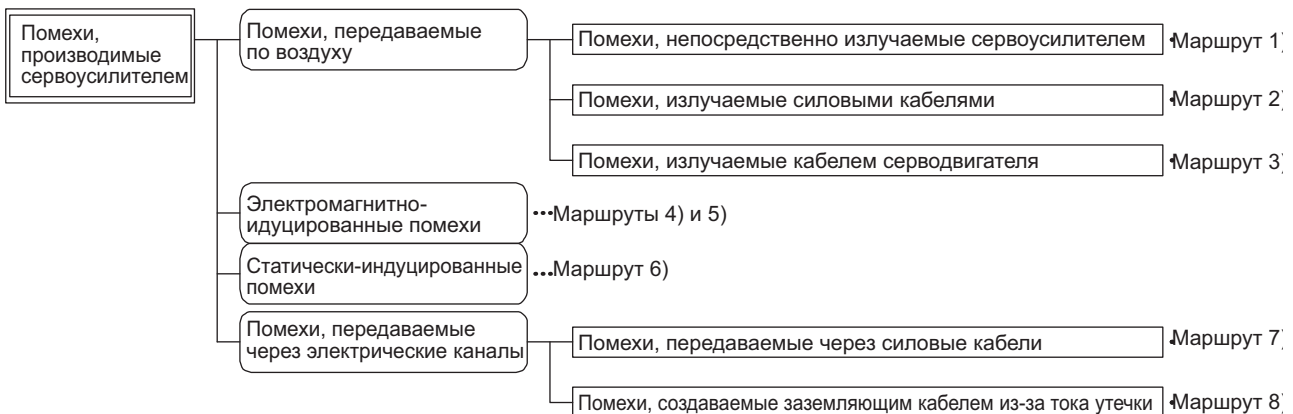 Помехи,
производимые
сервоусилителем
Помехи, передаваемые
по воздуху
Помехи, непосредственно излучаемые сервоусилителем
Маршрут 1)
Помехи, излучаемые силовыми кабелями
Маршрут 2)
Помехи, излучаемые кабелем серводвигателя
Маршрут 3)
Электромагнитно-
идуцированные помехи
•••Маршруты 4) и 5)
Статически-индуцированные
помехи
•••Маршрут 6)
Помехи, передаваемые
через электрические каналы
Помехи, передаваемые через силовые кабели
Маршрут 7)
Помехи, создаваемые заземляющим кабелем из-за тока утечки
Маршрут 8)